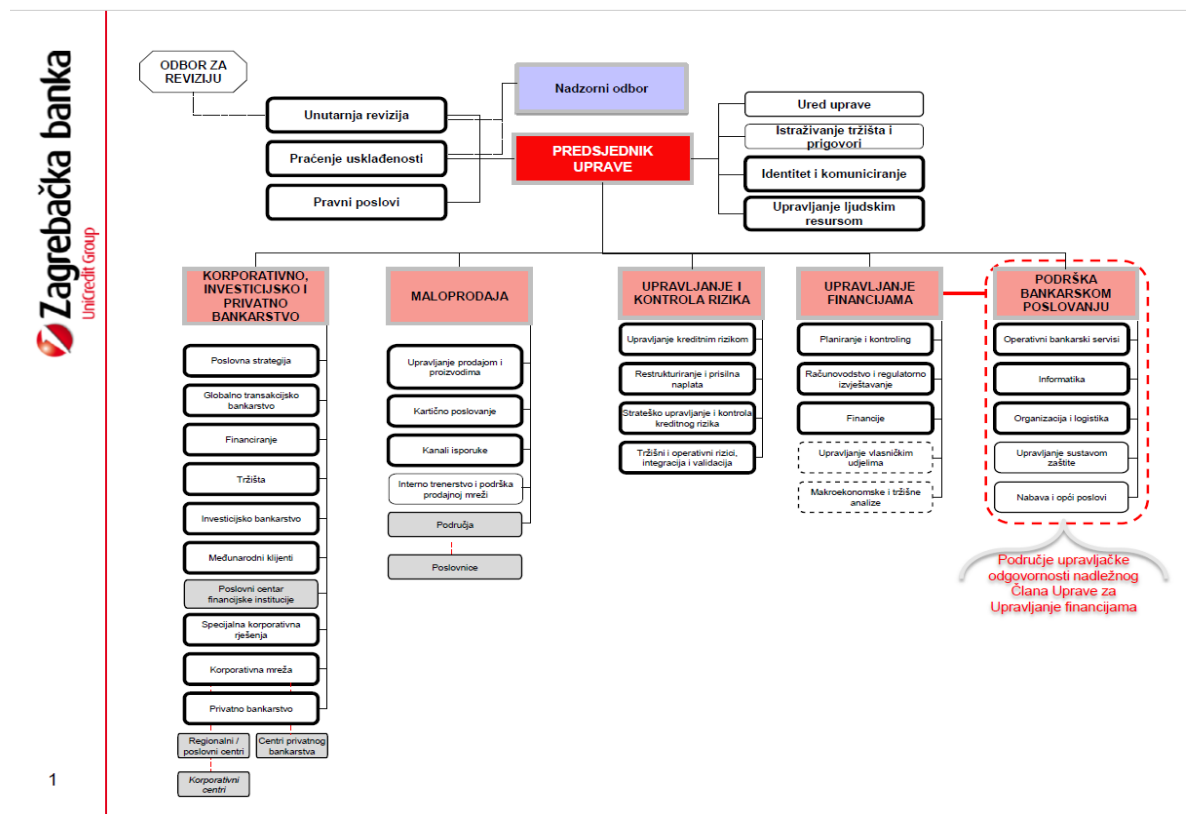 Zagrebačka banka
UniCredit Group
1
ODBOR ZA
REVIZIJU
Nadzorni odbor
Unutarnja revizija
Praćenje usklađenosti
Pravni poslovi
PREDSJEDNIK
UPRAVE
Ured uprave
Istraživanje tržišta i
prigovori
Identitet i komuniciranje
Upravljanje ljudskim
resursom
KORPORATIVNO,
INVESTICIJSKO I
PRIVATNO
BANKARSTVO
Poslovna strategija
Globalno transakcijsko
bankarstvo
Financiranje
Tržišta
Investicijsko bankarstvo
Međunarodni klijenti
Poslovni centar
financijske institucije
Specijalna korporativna
rješenja
Korporativna mreža
Privatno bankarstvo
Regionalni /
poslovni centri
Centri privatnog
bankarstva
Korporativni
centri
MALOPRODAJA
Upravljanje prodajom i
proizvodima
Kartično poslovanje
Kanali isporuke
Interno trenerstvo i podrška
prodajnoj mreži
Područja
Poslovnice
UPRAVLJANJE I
KONTROLA RIZIKA
Upravljanje kreditnim rizikom
Restrukturiranje i prisilna
naplata
Strateško upravljanje i kontrola
kreditnog rizika
Tržišni i operativni rizici,
integracija i validacija
UPRAVLJANJE
FINANCIJAMA
Planiranje i kontroling
Računovodstvo i regulatorno
izvještavanje
Financije
Upravljanje vlasničkim
udjelima
Makroekonomske i tržišne
analize
PODRŠKA
BANKARSKOM
POSLOVANJU
Operativni bankarski servisi
Informatika
Organizacija i logistika
Upravljanje sustavom
zaštite
Nabava i opći poslovi
Područje upravljačke
odgovornosti nadležnog
Člana Uprave za
Upravljanje financijama